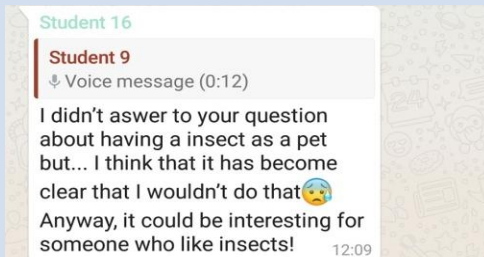 Student 16
Student 9
Voice message (0:12)
I didn't aswer to your question
about having a insect as a pet
but... I think that it has become
clear that I wouldn't do that😰
Anyway, it could be interesting for
someone who like insects! 12:09